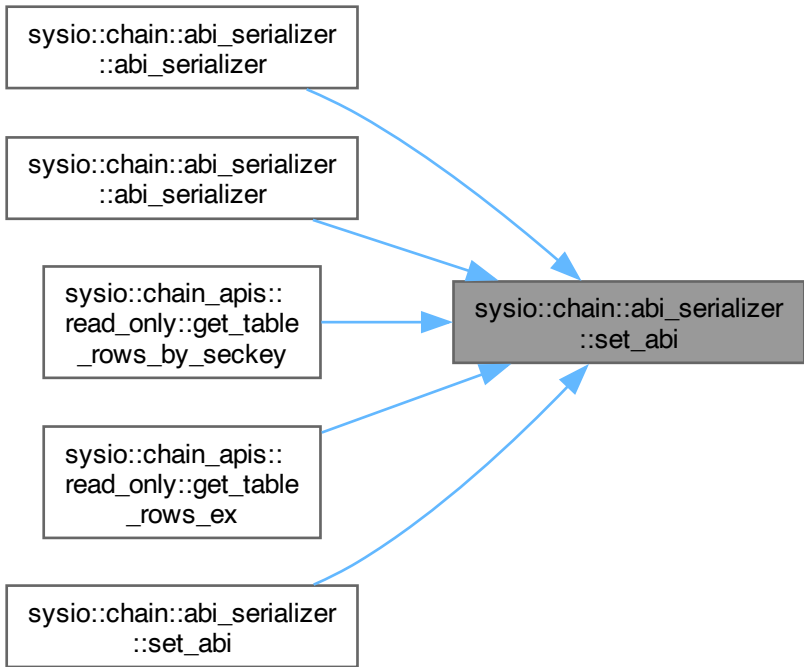 sysio::chain::abi_serializer
::abi_serializer
sysio::chain::abi_serializer
::abi_serializer
sysio::chain_apis::
read_only::get_table
_rows_by_seckey
sysio::chain::abi_serializer
::set_abi
sysio::chain_apis::
read_only::get_table
_rows_ex
sysio::chain::abi_serializer
::set_abi